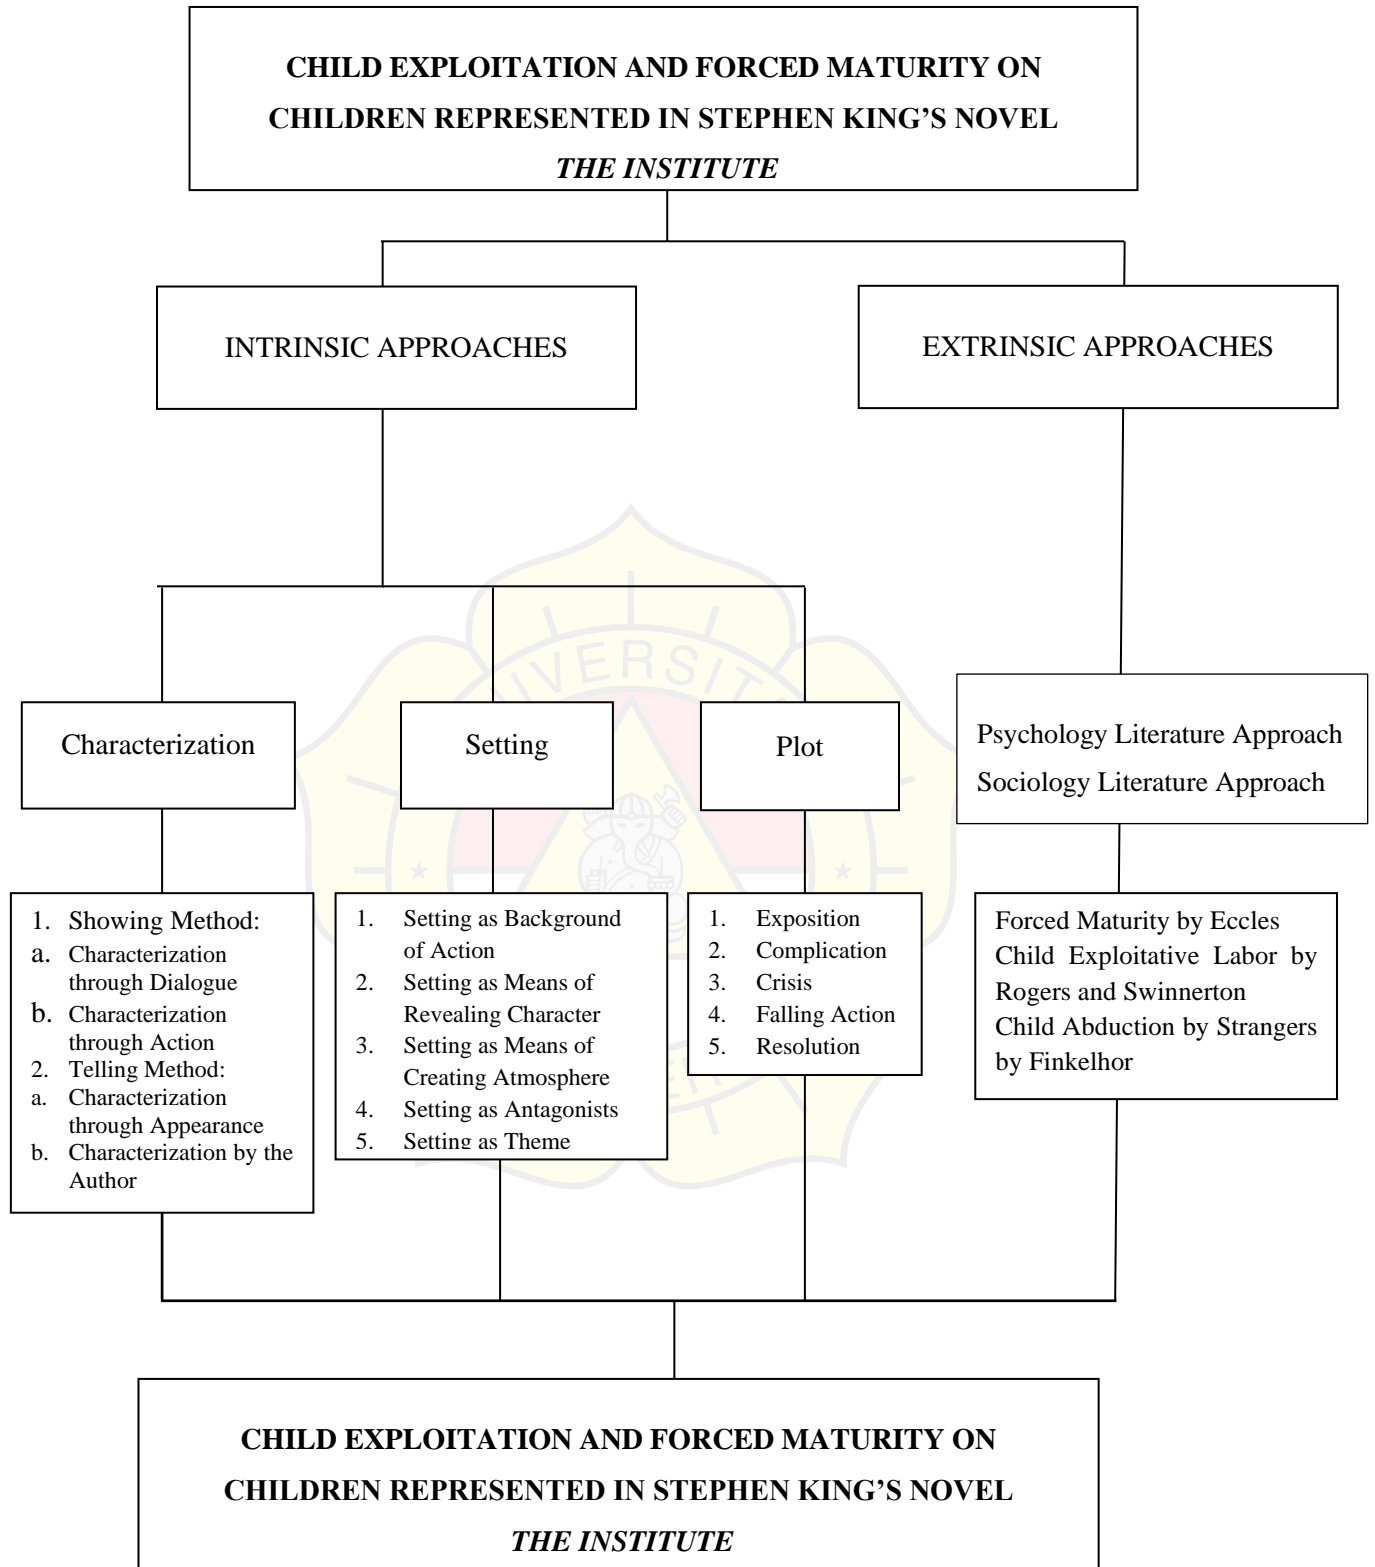 CHILD EXPLOITATION AND FORCED MATURITY ON
CHILDREN REPRESENTED IN STEPHEN KING’S NOVEL
THE INSTITUTE
INTRINSIC APPROACHES
EXTRINSIC APPROACHES
Characterization
Setting
Plot
Psychology Literature Approach
Sociology Literature Approach
1. Showing Method:
a. Characterization
through Dialogue
b. Characterization
through Action
2. Telling Method:
a. Characterization
through Appearance
b. Characterization by the
Author
1. Setting as Background
of Action
2. Setting as Means of
Revealing Character
3. Setting as Means of
Creating Atmosphere
4. Setting as Antagonists
5. Setting as Theme
1. Exposition
2. Complication
3. Crisis
4. Falling Action
5. Resolution
Forced Maturity by Eccles
Child Exploitative Labor by
Rogers and Swinnerton
Child Abduction by Strangers
by Finkelhor
CHILD EXPLOITATION AND FORCED MATURITY ON
CHILDREN REPRESENTED IN STEPHEN KING’S NOVEL
THE INSTITUTE